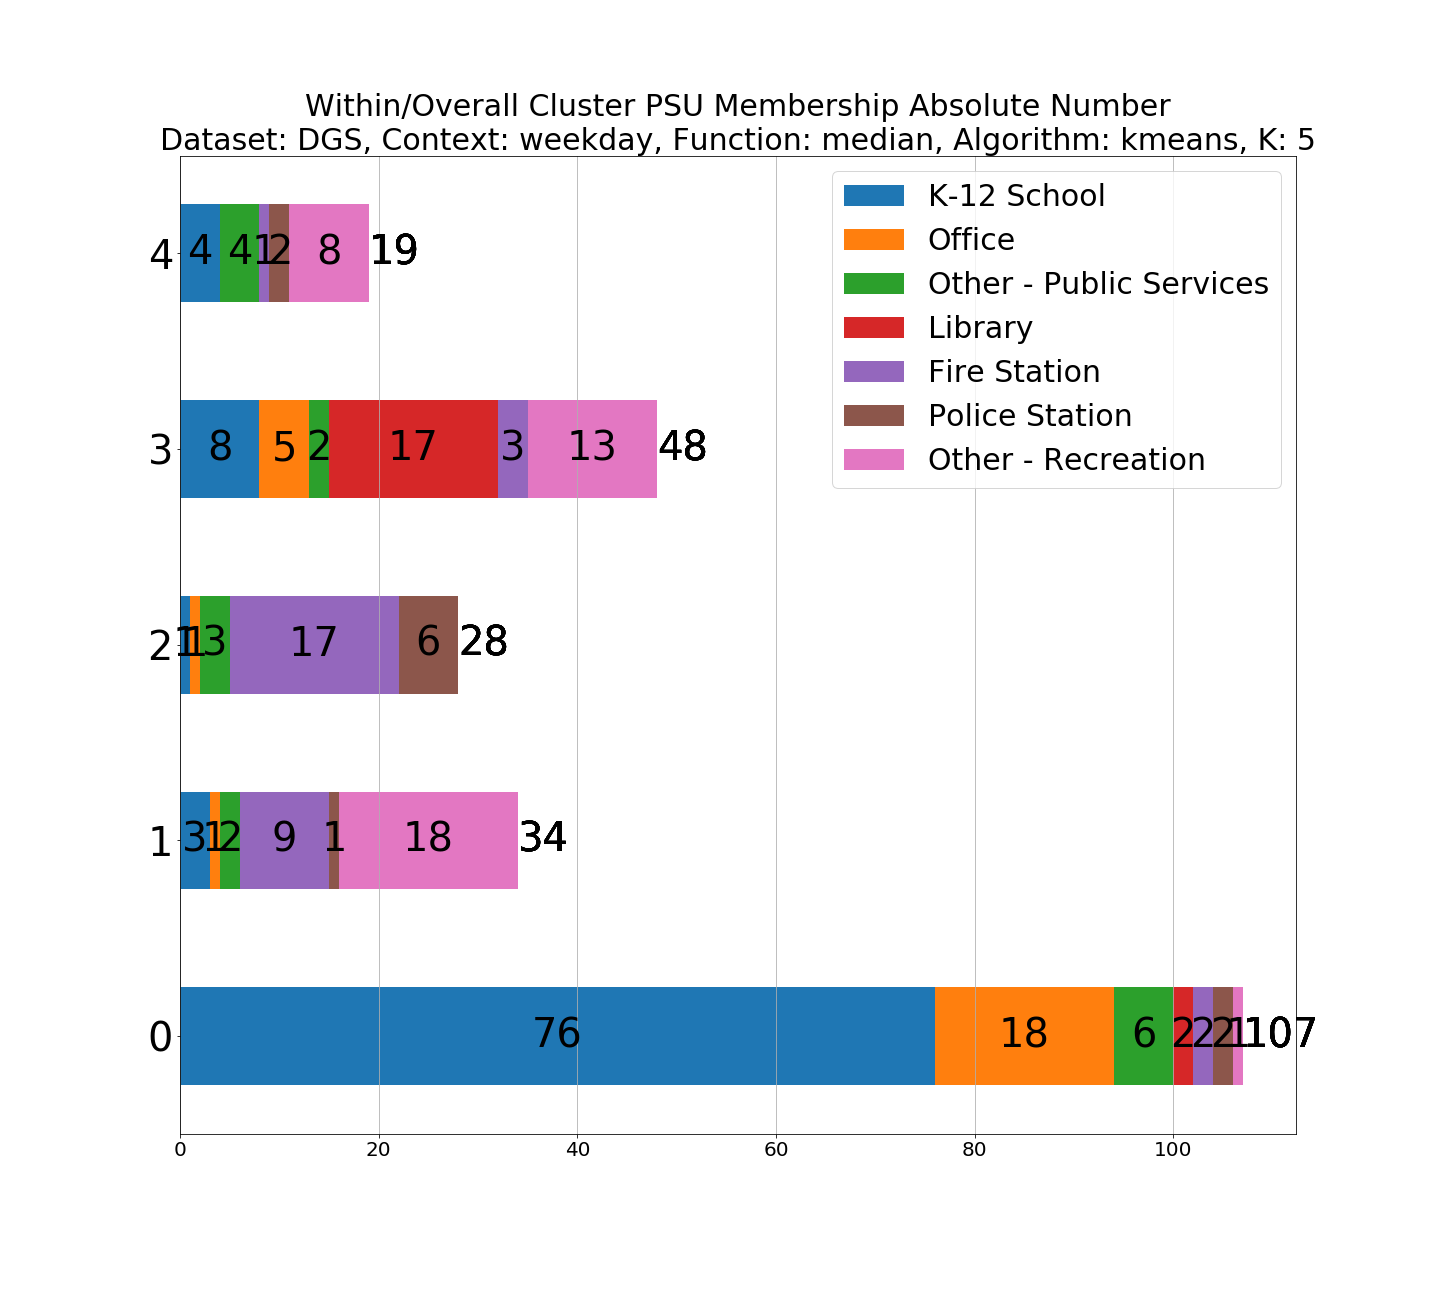 Within/Overall Cluster PSU Membership Absolute Number
Dataset: DGS, Context: weekday, Function: median, Algorithm: kmeans, K: 5
K-12 School
Office
Other - Public Services
Library
Fire Station
Police Station
Other - Recreation
4 4 4 1 2 8 19
3 8 5 2 17 3 13 48
2 1 1 3 17 6 28
1 3 1 2 9 1 18 34
0 76 18 6 2 2 2 1 107
0 20 40 60 80 100